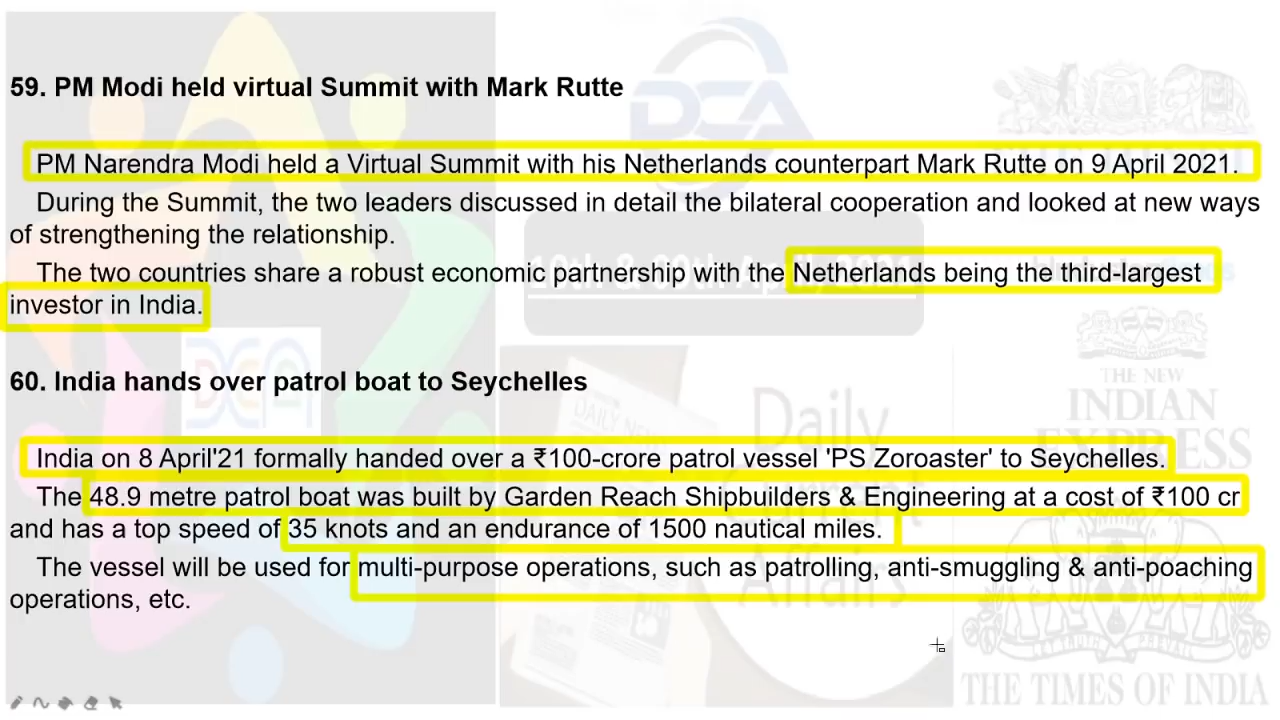 59. PM Modi held virtual Summit with Mark Rutte
PM Narendra Modi held a Virtual Summit with his Netherlands counterpart Mark Rutte on 9 April 2021.
During the Summit, the two leaders discussed in detail the bilateral cooperation and looked at new ways
of strengthening the relationship.
The two countries share a robust economic partnership with the Netherlands being the third-largest
investor in India.
60. India hands over patrol boat to Seychelles
India on 8 April'21 formally handed over a ₹100-crore patrol vessel 'PS Zoroaster' to Seychelles.
The 48.9 metre patrol boat was built by Garden Reach Shipbuilders & Engineering at a cost of ₹100 cr
and has a top speed of 35 knots and an endurance of 1500 nautical miles.
The vessel will be used for multi-purpose operations, such as patrolling, anti-smuggling & anti-poaching
operations, etc.
DCA
DCA
DAILY NEWS
Daily
Affairs
THE NEW
INDIAN
EXPRESS
THE TIMES OF INDIA